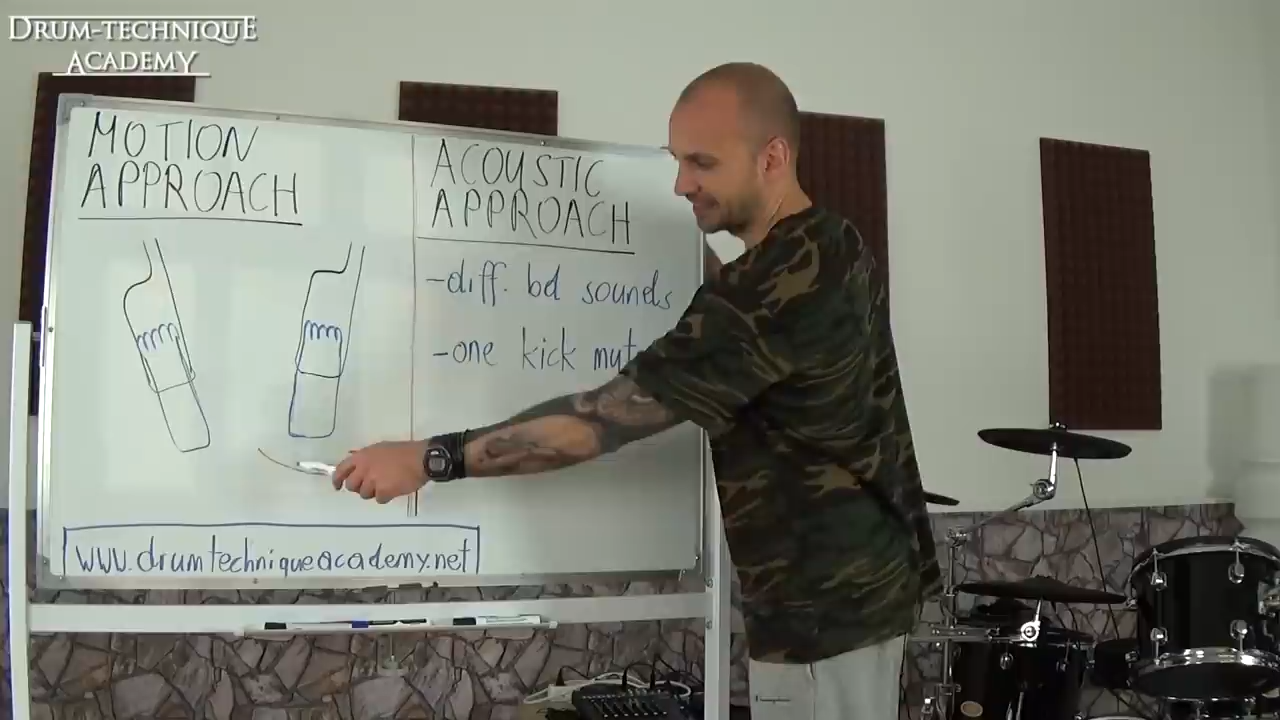 DRUM-TECHNIQUE
ACADEMY
MOTION
APPROACH
ACOUSTIC
APPROACH
-diff. bd sounds
-one kick
www.drumtechniqueacademy.net